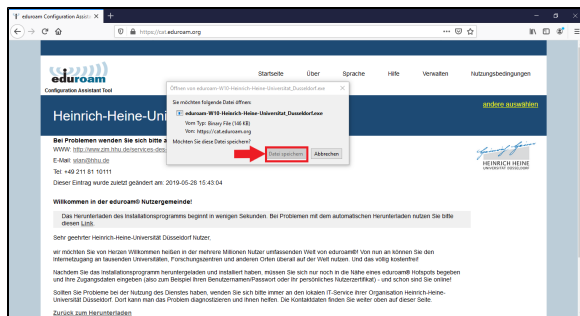 eduroam Configuration Assist
https://cat.eduroam.org
eduroam
Configuration Assistant Tool
Startseite Über Sprache Hilfe Verwalten Nutzungsbedingungen
Öffnen von eduroam-W10-Heinrich-Heine-Universitat_Dusseldorf.exe
Sie möchten folgende Datei öffnen:
eduroam-W10-Heinrich-Heine-Universitat_Dusseldorf.exe
Vom Typ: Binary File (146 KB)
Von: https://cat.eduroam.org
Möchten Sie diese Datei speichern?
Datei speichern Abbrechen
Heinrich-Heine-Uni
andere auswählen
Bei Problemen wenden Sie sich bitte a
WWW: http://www.zim.hhu.de/services-des
E-Mail: wlan@hhu.de
Tel: +49 211 81 10111
Dieser Eintrag wurde zuletzt geändert am: 2019-05-28 15:43:04
HEINRICH HEINE
UNIVERSITÄT DÜSSELDORF
Willkommen in der eduroam® Nutzergemeinde!
Das Herunterladen des Installationsprogramms beginnt in wenigen Sekunden. Bei Problemen mit dem automatischen Herunterladen nutzen Sie bitte
diesen Link.
Sehr geehrter Heinrich-Heine-Universität Düsseldorf Nutzer,
wir möchten Sie von Herzen Willkommen heißen in der mehrere Millionen Nutzer umfassenden Welt von eduroam®! Von nun an können Sie den
Internetzugang an tausenden Universitäten, Forschungszentren und anderen Orten überall auf der Welt nutzen. Und das völlig kostenfrei!
Nachdem Sie das Installationsprogramm heruntergeladen und installiert haben, müssen Sie sich nur noch in die Nähe eines eduroam® Hotspots begeben
und Ihre Zugangsdaten eingeben (also zum Beispiel Ihren Benutzernamen/Passwort oder Ihr persönliches Nutzerzertifikat) - und schon sind Sie online!
Sollten Sie Probleme bei der Nutzung des Dienstes haben, wenden Sie sich bitte immer an den lokalen IT-Service Ihrer Organisation Heinrich-Heine-
Universität Düsseldorf. Dort kann man das Problem diagnostizieren und Ihnen helfen. Die Kontaktdaten finden Sie weiter oben auf dieser Seite.
Zurück zum Herunterladen